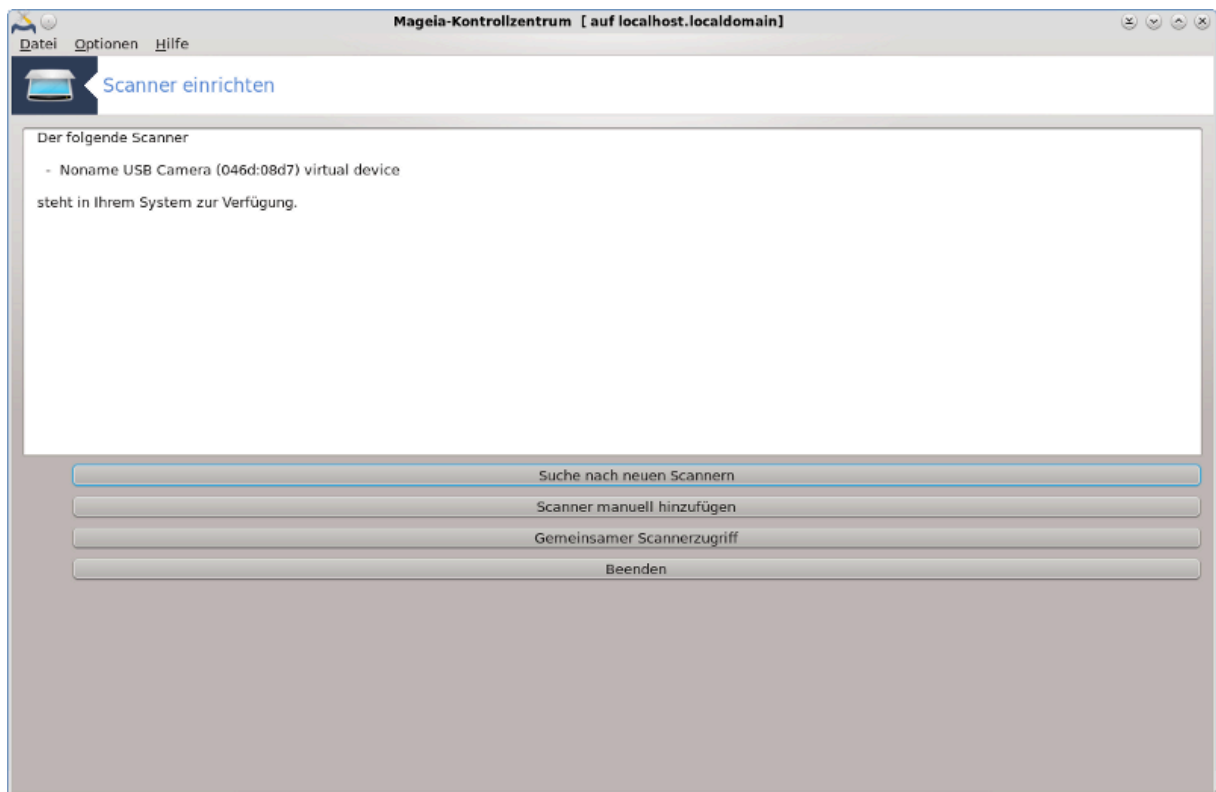 Mageia-Kontrollzentrum [ auf localhost.localdomain]
Datei Optionen Hilfe
Scanner einrichten
Der folgende Scanner
- Noname USB Camera (046d:08d7) virtual device
steht in Ihrem System zur Verfügung.
Suche nach neuen Scannern
Scanner manuell hinzufügen
Gemeinsamer Scannerzugriff
Beenden